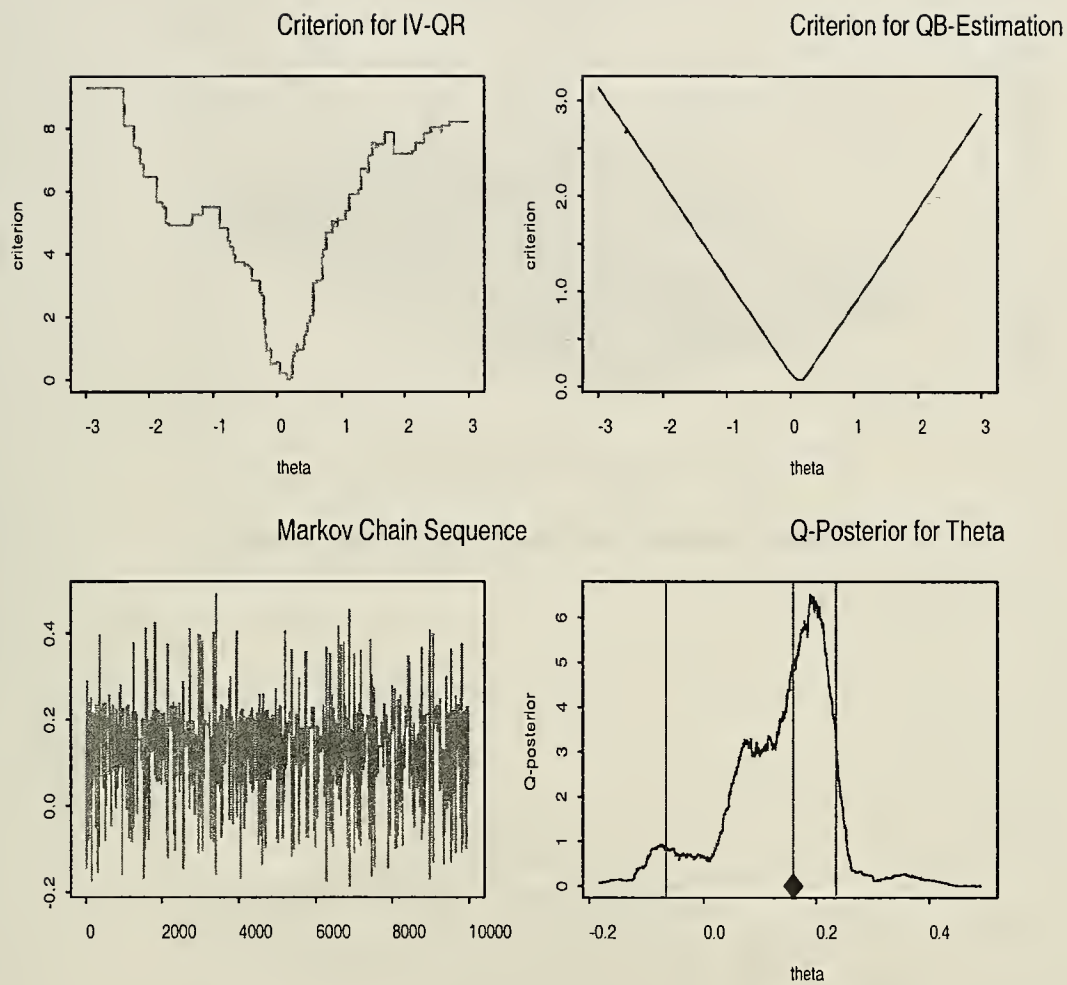 Criterion for IV-QR
criterion
0 2 4 6 8
-3 -2 -1 0 1 2 3
theta
Criterion for QB-Estimation
criterion
0.0 1.0 2.0 3.0
-3 -2 -1 0 1 2 3
theta
Markov Chain Sequence
-0.2 0.0 0.2 0.4
0 2000 4000 6000 8000 10000
Q-Posterior for Theta
Q-posterior
0 1 2 3 4 5 6
-0.2 0.0 0.2 0.4
theta